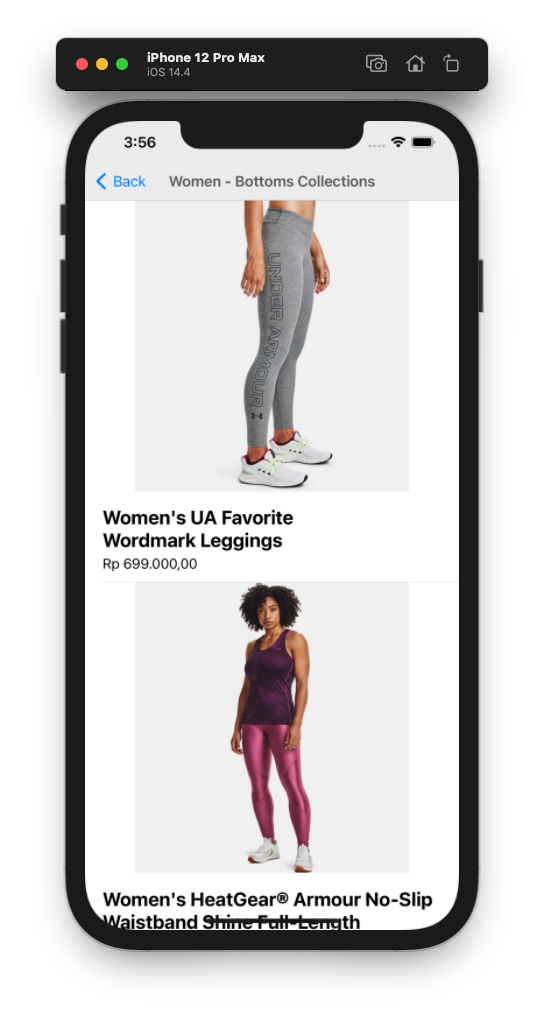 iPhone 12 Pro Max
iOS 14.4
3:56
Back
Women - Bottoms Collections
UNDER ARMOUR
Women's UA Favorite
Wordmark Leggings
Rp 699.000,00
Women's HeatGear® Armour No-Slip
Waistband Shine Full-Length